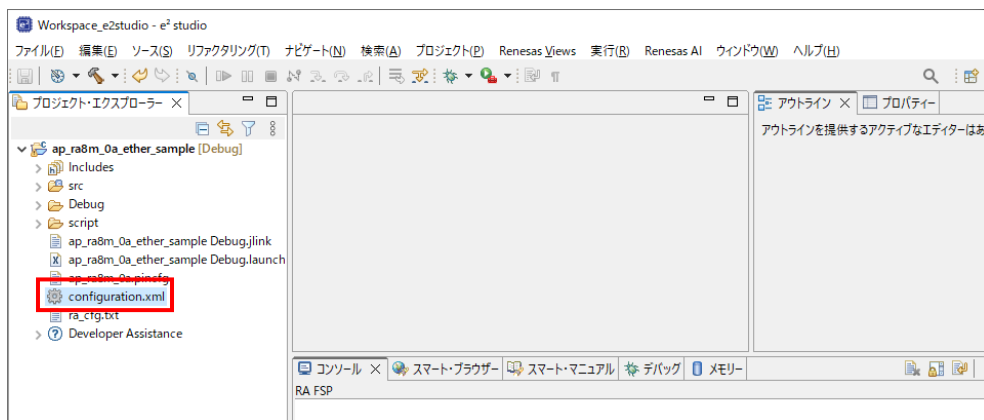 Workspace_e2studio - e² studio
ファイル(F) 編集(E) ソース(S) リファクタリング(T) ナビゲート(N) 検索(A) プロジェクト(P) Renesas Views 実行(R) Renesas AI ウィンドウ(W) ヘルプ(H)
プロジェクト・エクスプローラー
アウトライン プロパティー
アウトラインを提供するアクティブなエディターはあ
ap_ra8m_0a_ether_sample [Debug]
Includes
src
Debug
script
ap_ra8m_0a_ether_sample Debug.jlink
ap_ra8m_0a_ether_sample Debug.launch
ap_ra8m_0a.pincfg
configuration.xml
ra_cfg.txt
Developer Assistance
コンソール スマート・ブラウザー スマート・マニュアル デバッグ メモリー
RA FSP